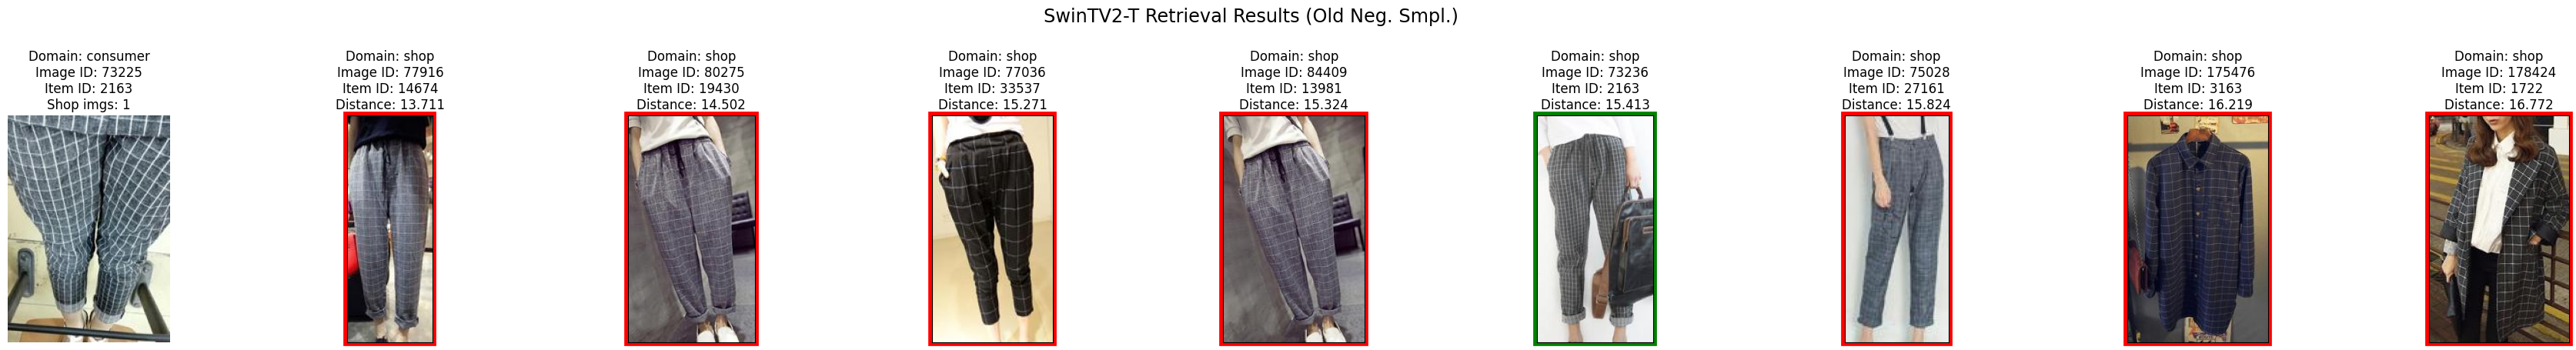 SwinTV2-T Retrieval Results (Old Neg. Smpl.)
Domain: consumer
Image ID: 73225
Item ID: 2163
Shop imgs: 1
Domain: shop
Image ID: 77916
Item ID: 14674
Distance: 13.711
Domain: shop
Image ID: 80275
Item ID: 19430
Distance: 14.502
Domain: shop
Image ID: 77036
Item ID: 33537
Distance: 15.271
Domain: shop
Image ID: 84409
Item ID: 13981
Distance: 15.324
Domain: shop
Image ID: 73236
Item ID: 2163
Distance: 15.413
Domain: shop
Image ID: 75028
Item ID: 27161
Distance: 15.824
Domain: shop
Image ID: 175476
Item ID: 3163
Distance: 16.219
Domain: shop
Image ID: 178424
Item ID: 1722
Distance: 16.772